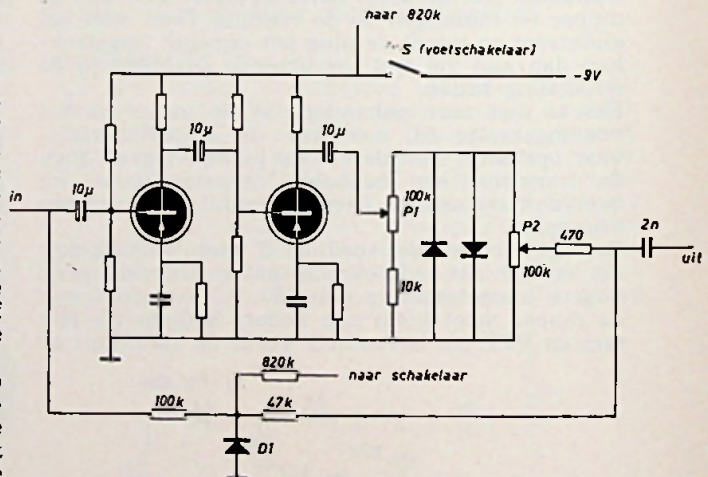 naar 820k
S (voetschakelaar)
-9V
10µ
10µ
10µ
in
100k
P1
P2
470
2n
100k
uit
10k
820k
naar schakelaar
100k
47k
D1